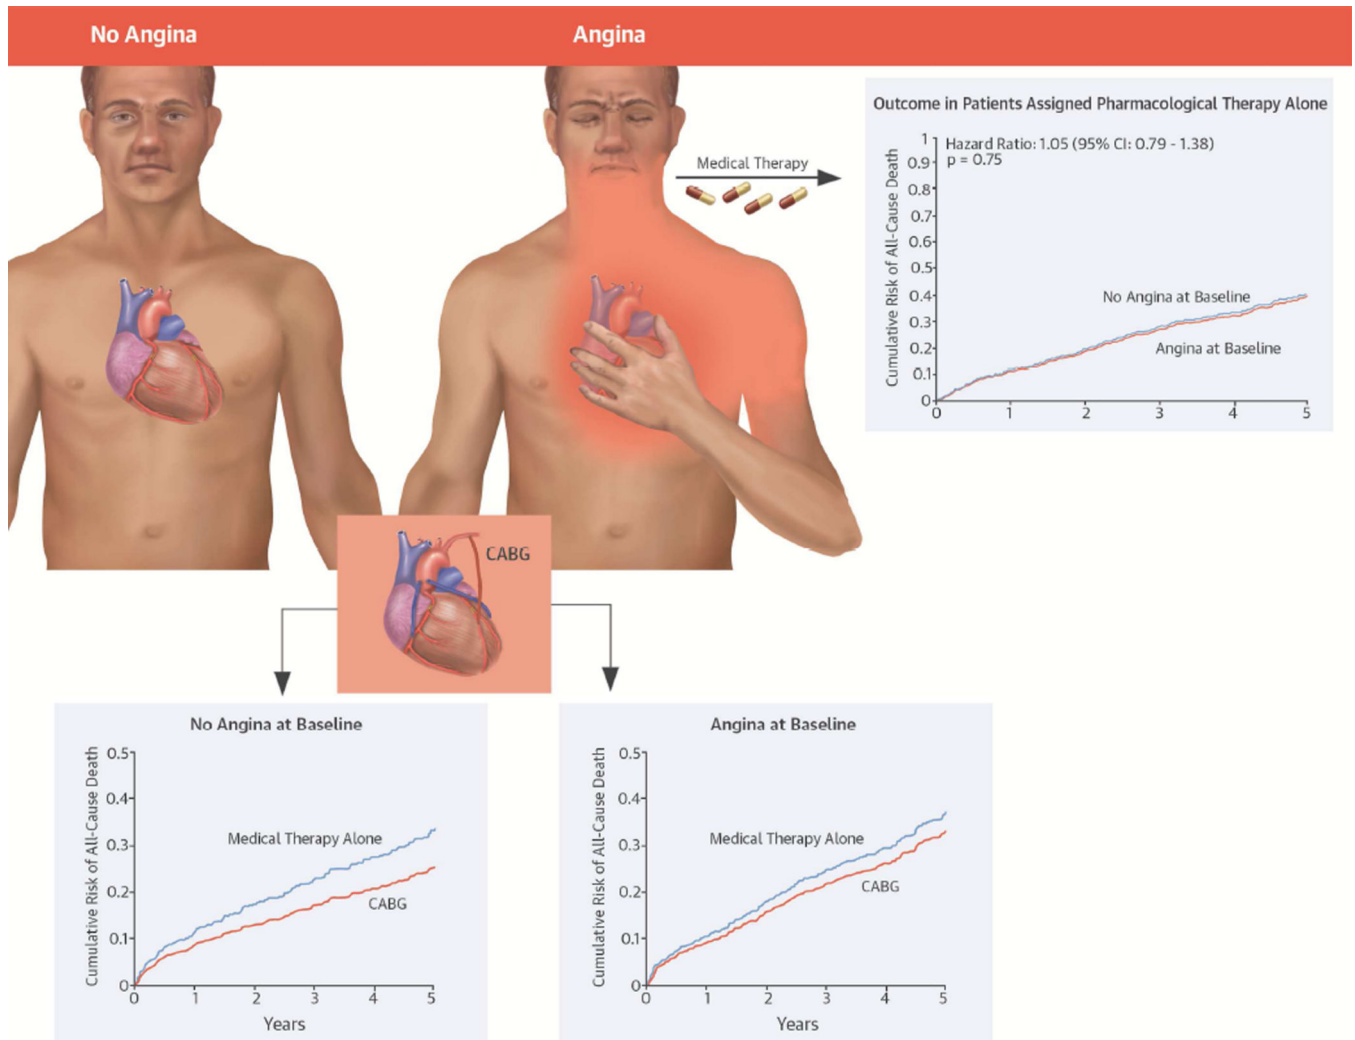 No Angina
Angina
Medical Therapy
Outcome in Patients Assigned Pharmacological Therapy Alone
Hazard Ratio: 1.05 (95% CI: 0.79 - 1.38)
p = 0.75
Cumulative Risk of All-Cause Death
1
0.9
0.8
0.7
0.6
0.5
0.4
0.3
0.2
0.1
0
No Angina at Baseline
Angina at Baseline
0 1 2 3 4 5
CABG
No Angina at Baseline
Cumulative Risk of All-Cause Death
0.5
0.4
0.3
0.2
0.1
0
Medical Therapy Alone
CABG
0 1 2 3 4 5
Years
Angina at Baseline
Cumulative Risk of All-Cause Death
0.5
0.4
0.3
0.2
0.1
0
Medical Therapy Alone
CABG
0 1 2 3 4 5
Years